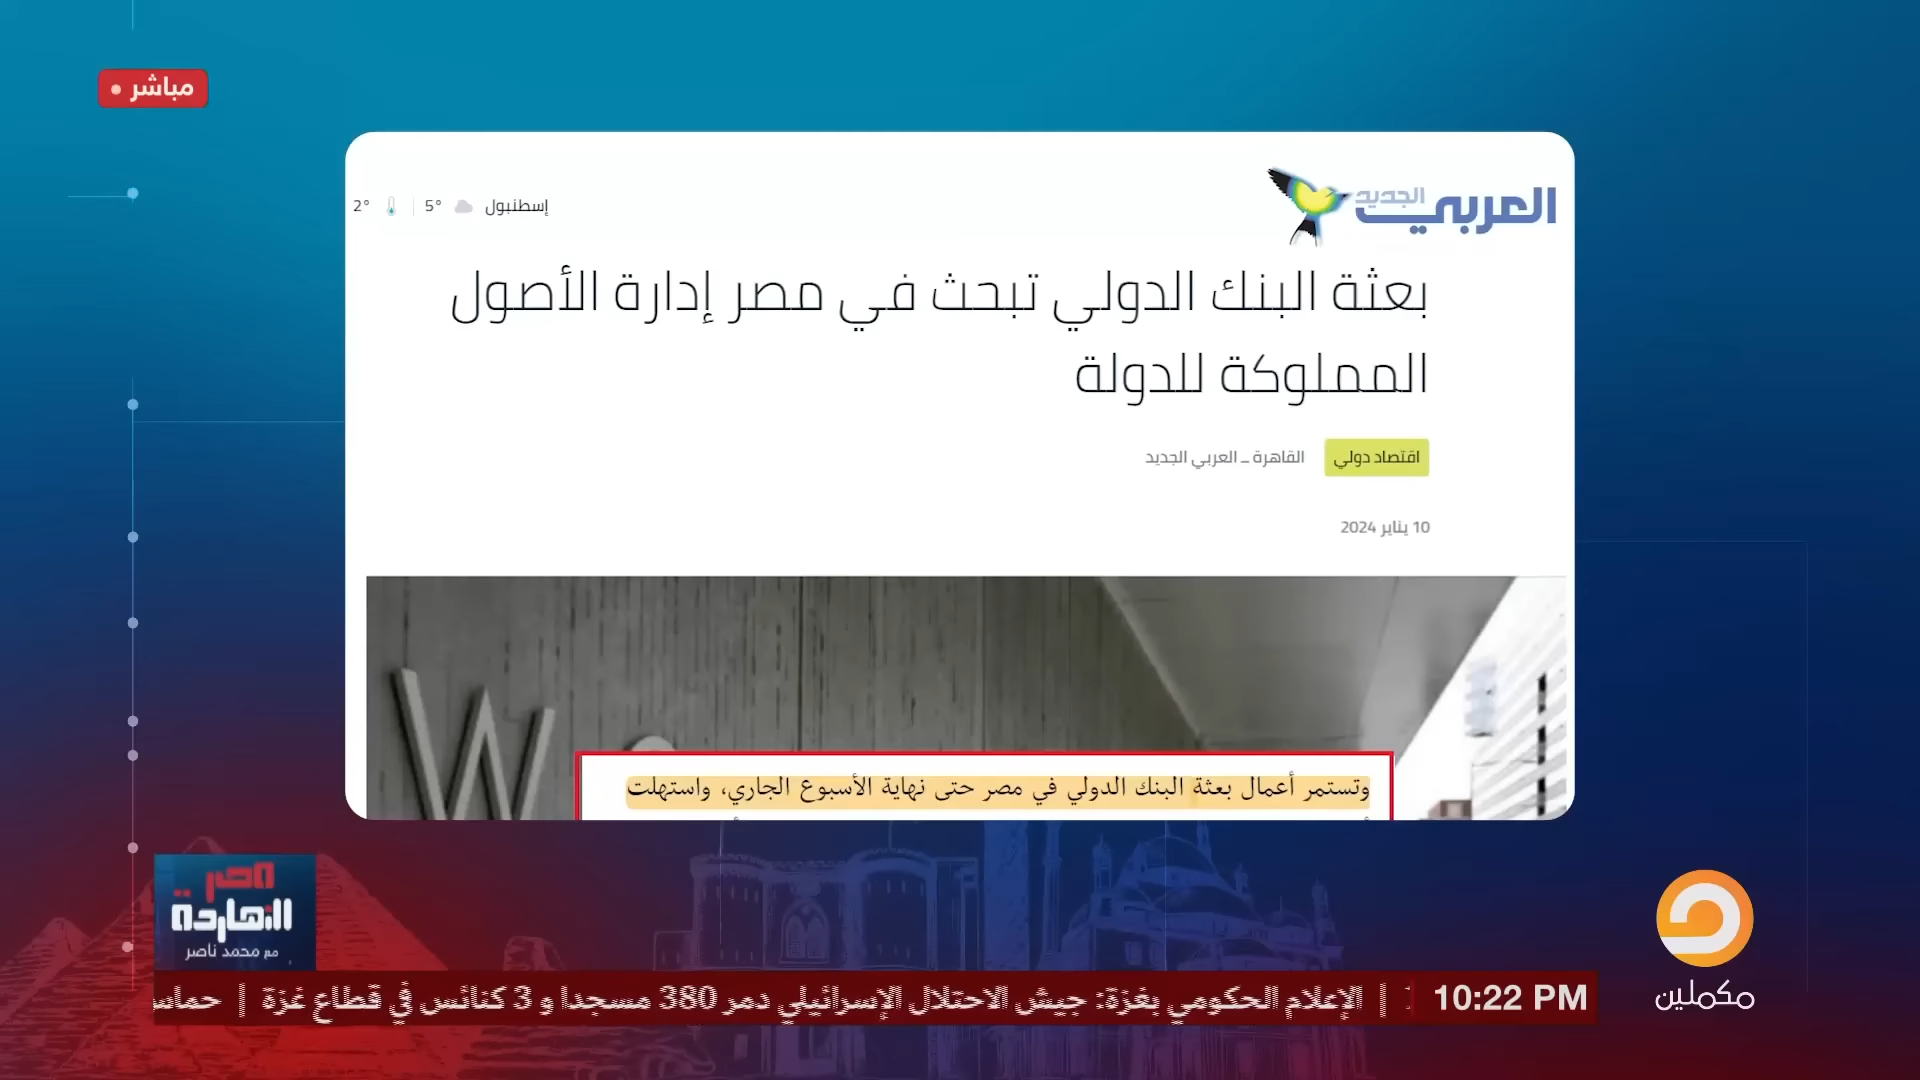 مباشر
العربي الجديد
إسطنبول 5° 2°
بعثة البنك الدولي تبحث في مصر إدارة الأصول
المملوكة للدولة
اقتصاد دولي القاهرة ــ العربي الجديد
10 يناير 2024
W
وتستمر أعمال بعثة البنك الدولي في مصر حتى نهاية الأسبوع الجاري، واستهلت
مصر
النهاردة
مع محمد ناصر
مكملين
10:22 PM
| الإعلام الحكومي بغزة: جيش الاحتلال الإسرائيلي دمر 380 مسجدا و 3 كنائس في قطاع غزة | حماس